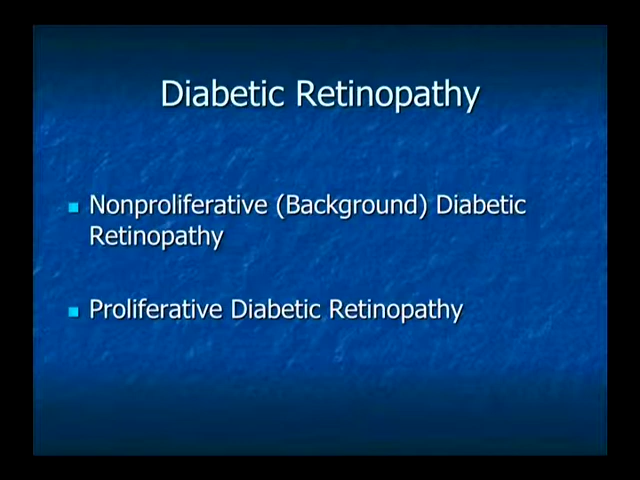 Diabetic Retinopathy
Nonproliferative (Background) Diabetic
Retinopathy
Proliferative Diabetic Retinopathy